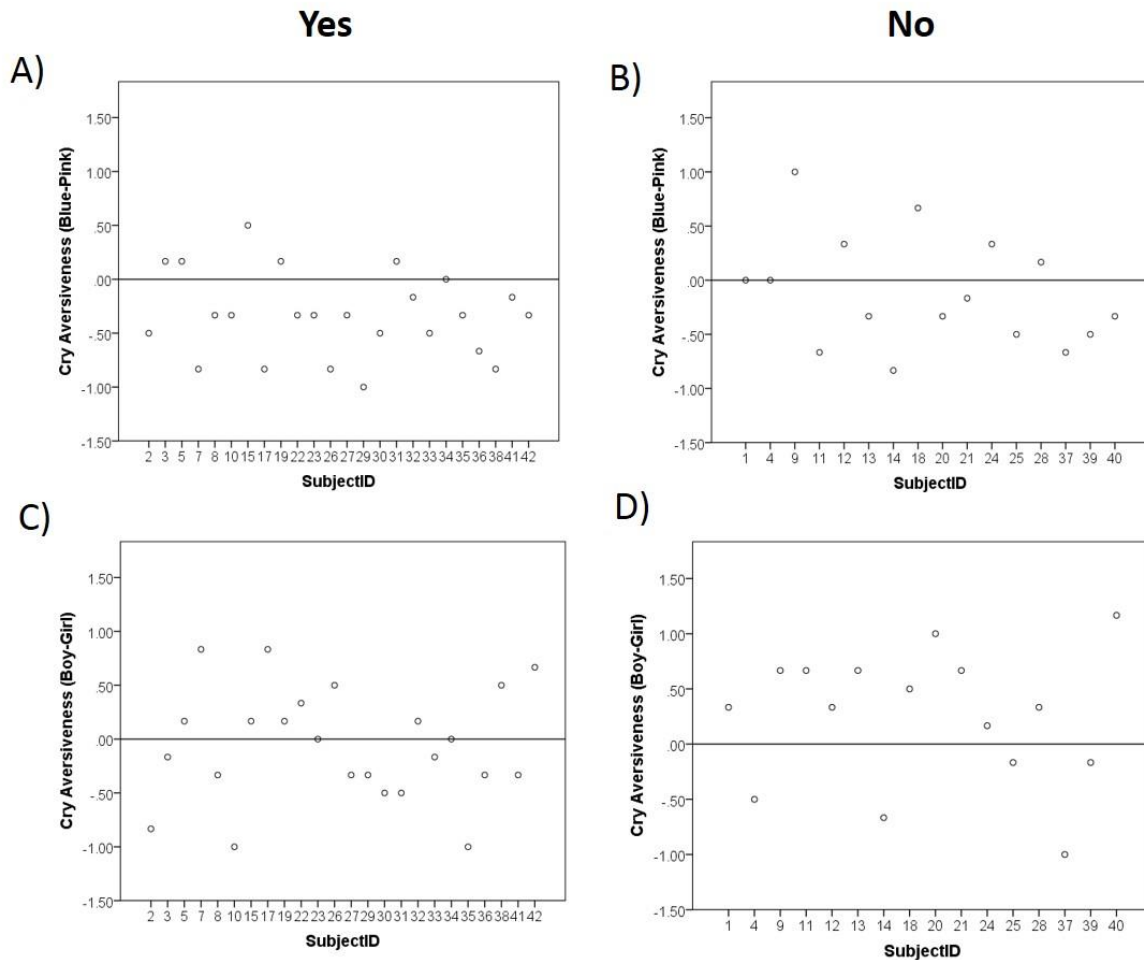 Yes
No
A)
Cry Aversiveness (Blue-Pink)
1.50
1.00
.50
.00
-.50
-1.00
-1.50
2 3 5 7 8 10 15 17 19 22 23 26 27 29 30 31 32 33 34 35 36 38 41 42
SubjectID
B)
Cry Aversiveness (Blue-Pink)
1.50
1.00
.50
.00
-.50
-1.00
-1.50
1 4 9 11 12 13 14 18 20 21 24 25 28 37 39 40
SubjectID
C)
Cry Aversiveness (Boy-Girl)
1.50
1.00
.50
.00
-.50
-1.00
-1.50
2 3 5 7 8 10 15 17 19 22 23 26 27 29 30 31 32 33 34 35 36 38 41 42
SubjectID
D)
Cry Aversiveness (Boy-Girl)
1.50
1.00
.50
.00
-.50
-1.00
-1.50
1 4 9 11 12 13 14 18 20 21 24 25 28 37 39 40
SubjectID